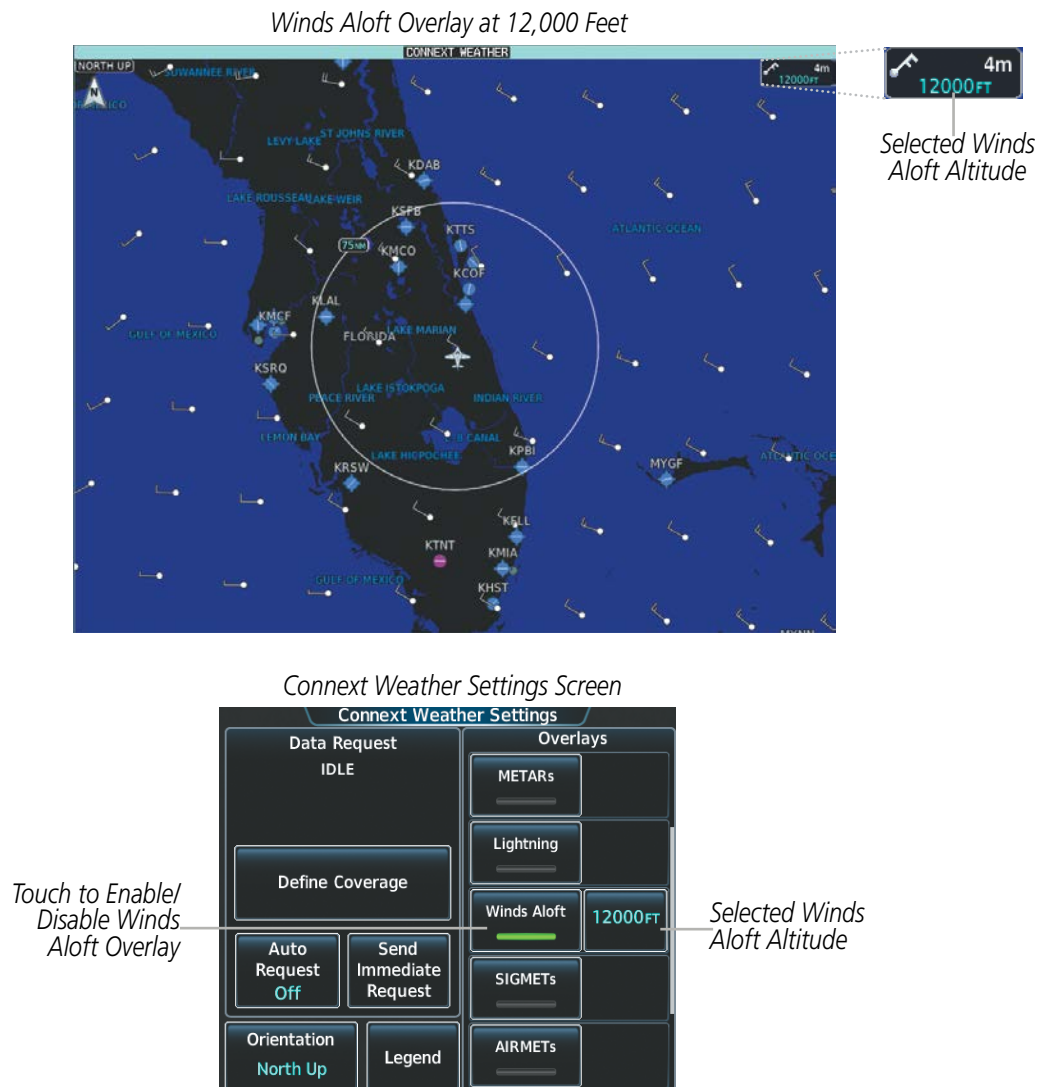 Winds Aloft Overlay at 12,000 Feet
CONNEXT WEATHER
NORTH UP
N
SUWANNEE RIVER
4m
12000FT
4m
12000FT
Selected Winds
Aloft Altitude
LEVY LAKE
ST JOHNS RIVER
KDAB
LAKE ROUSSEAU
LAKE WEIR
KSFB
KTTS
ATLANTIC OCEAN
75NM
KMCO
KCOF
KLAL
KMCF
GULF OF MEXICO
FLORIDA
LAKE MARIAN
KSRQ
LAKE ISTOKPOGA
PEACE RIVER
INDIAN RIVER
LEMON BAY
CANAL
KPBI
LAKE HICPOCHEE
KRSW
MYGF
ATLANTIC OCE
KTNT
KMIA
GULF OF MEXICO
KHST
Connext Weather Settings Screen
Connext Weather Settings
Data Request
IDLE
Overlays
METARs
Lightning
Define Coverage
Touch to Enable/
Disable Winds
Aloft Overlay
Winds Aloft
12000FT
Selected Winds
Aloft Altitude
Auto
Request
Off
Send
Immediate
Request
SIGMETs
Orientation
North Up
Legend
AIRMETs